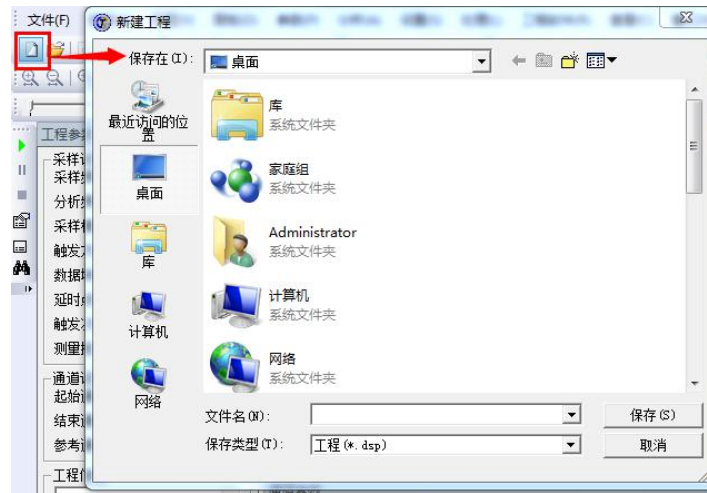 文件(F)
新建工程
保存在(I):
桌面
最近访问的位
置
桌面
库
计算机
网络
库
系统文件夹
家庭组
系统文件夹
Administrator
系统文件夹
计算机
系统文件夹
网络
系统文件夹
文件名(N):
保存(S)
保存类型(T):
工程(*.dsp)
取消
工程参
采样
采样
分析
采样
触发
数据
延时
触发
测量
通道
起始
结束
参考
工程